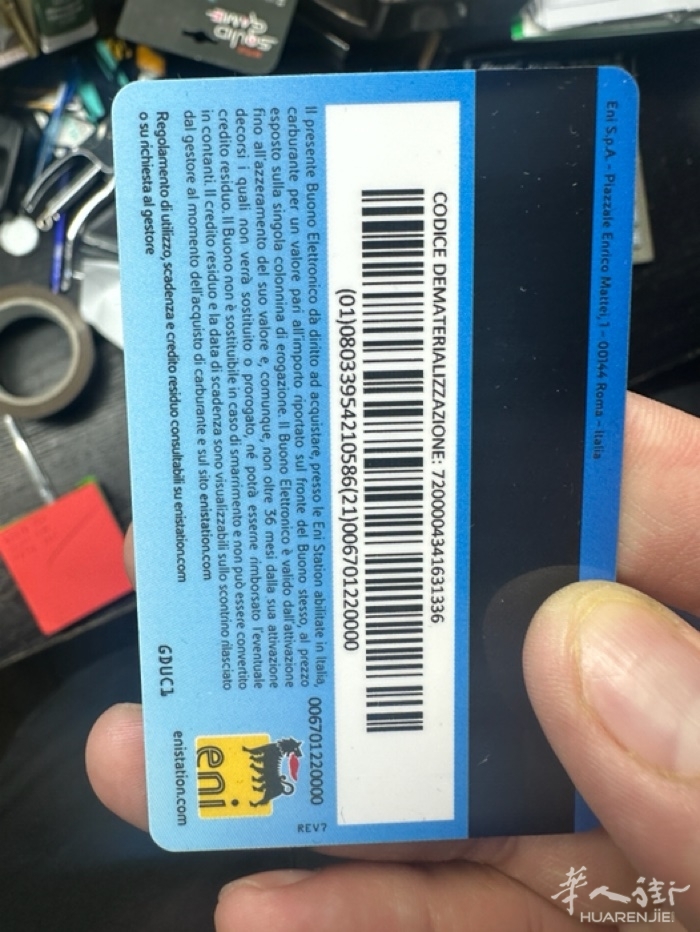 Eni S.p.A. - Piazzale Enrico Mattei, 1 - 00144 Roma - Italia
CODICE DEMATERIALIZZAZIONE: 7200004341631336
(01)08033954210586(21)006701220000
Il presente Buono Elettronico dà diritto ad acquistare, presso le Eni Station abilitate in Italia,
carburante per un valore pari all'importo riportato sul fronte del Buono stesso, al prezzo
esposto sulla singola colonnina di erogazione. Il Buono Elettronico è valido dall'attivazione
fino all'azzeramento del suo valore e, comunque, non oltre 36 mesi dalla sua attivazione
decorsi i quali non verrà sostituito o prorogato, né potrà esserne rimborsato l'eventuale
credito residuo. Il Buono non è sostituibile in caso di smarrimento e non può essere convertito
in contanti. Il credito residuo e la data di scadenza sono visualizzabili sullo scontrino rilasciato
dal gestore al momento dell'acquisto di carburante e sul sito enistation.com
Regolamento di utilizzo, scadenza e credito residuo consultabili su enistation.com
o su richiesta al gestore
006701220000
REV7
eni
GDUC1
enistation.com
SQUID
GAME
華人街
HUARENJIE